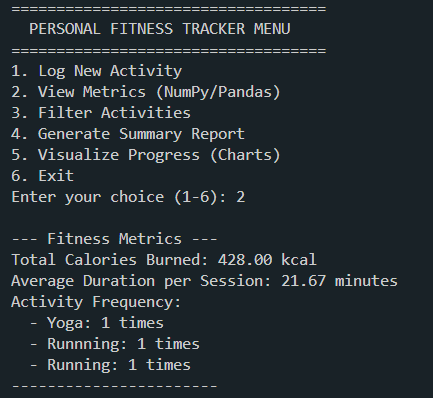 ===================================
PERSONAL FITNESS TRACKER MENU
===================================
1. Log New Activity
2. View Metrics (NumPy/Pandas)
3. Filter Activities
4. Generate Summary Report
5. Visualize Progress (Charts)
6. Exit
Enter your choice (1-6): 2
--- Fitness Metrics ---
Total Calories Burned: 428.00 kcal
Average Duration per Session: 21.67 minutes
Activity Frequency:
- Yoga: 1 times
- Runnning: 1 times
- Running: 1 times
-----------------------